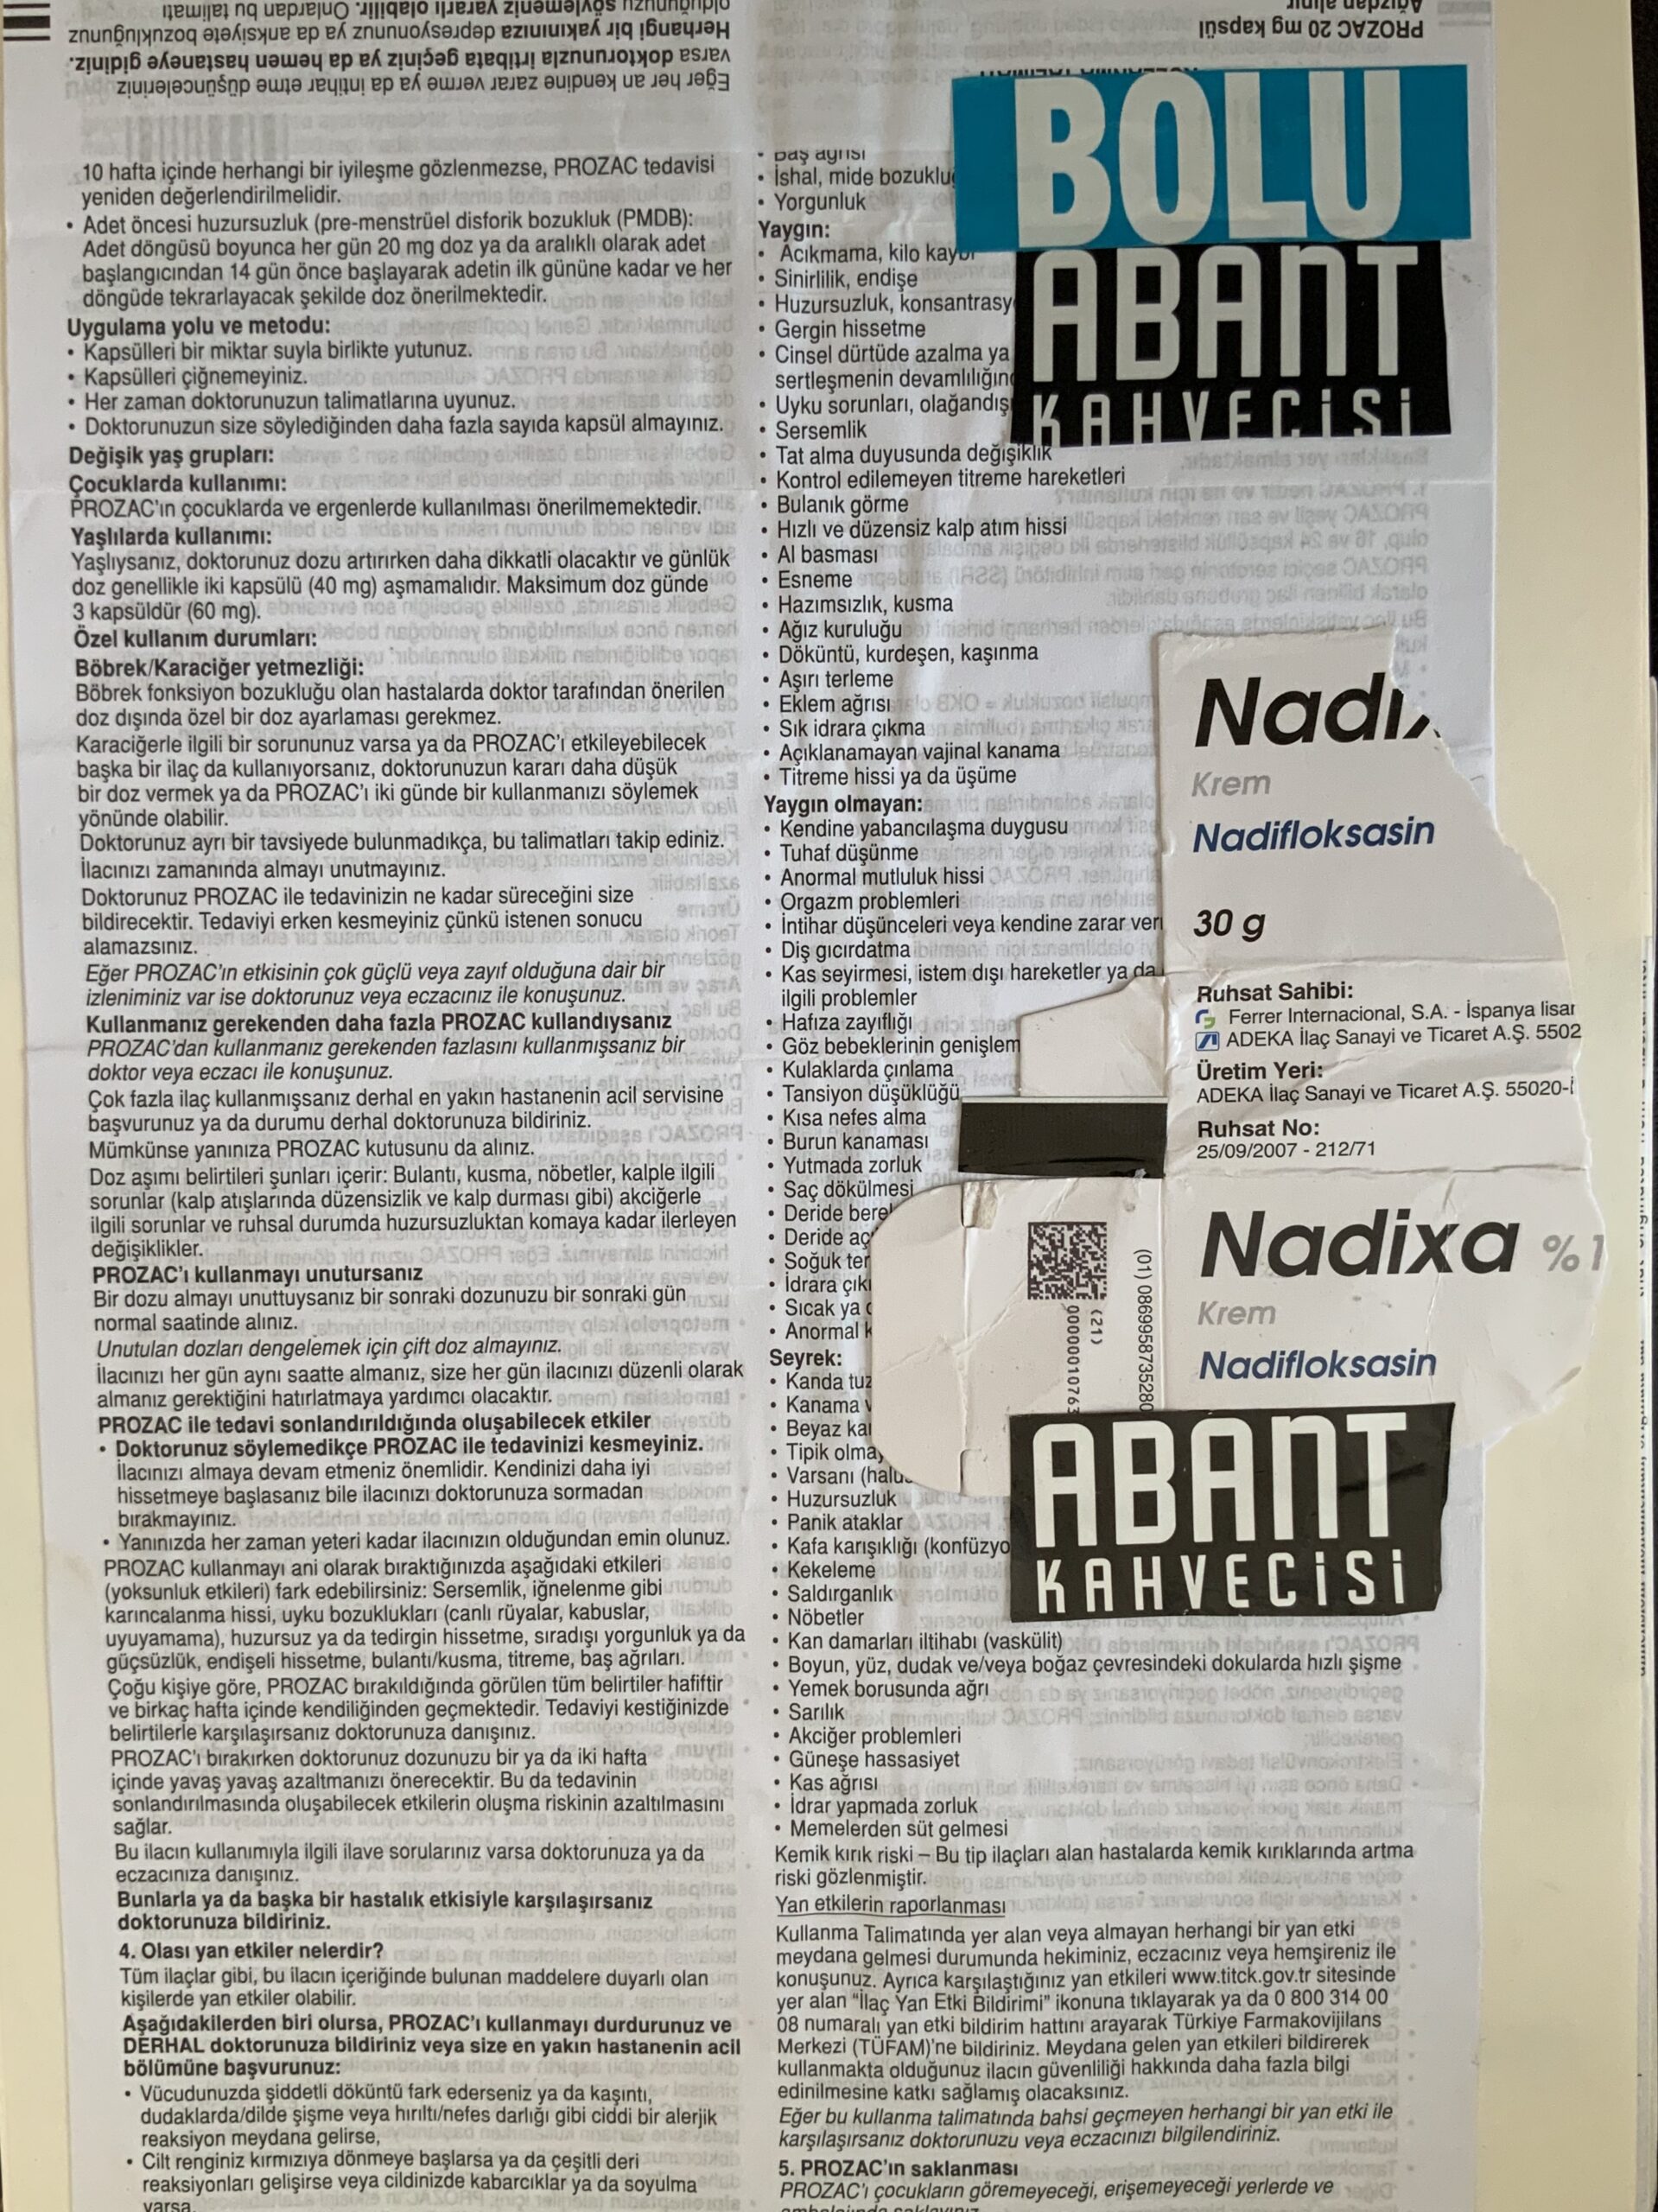 PROZAC 20 mg kapsül
Ağızdan alınır
Eğer her an kendine zarar verme ya da intihar etme düşünceleriniz
varsa doktorunuzla irtibata geçiniz ya da hemen hastaneye gidiniz.
Herhangi bir yakınınıza depresyonunuz ya da anksiyete bozukluğunuz
olduğunuzu söylemeniz yararlı olabilir. Onlardan bu talimatı
10 hafta içinde herhangi bir iyileşme gözlenmezse, PROZAC tedavisi
yeniden değerlendirilmelidir.
• Adet öncesi huzursuzluk (pre-menstrüel disforik bozukluk (PMDB):
Adet döngüsü boyunca her gün 20 mg doz ya da aralıklı olarak adet
başlangıcından 14 gün önce başlayarak adetin ilk gününe kadar ve her
döngüde tekrarlayacak şekilde doz önerilmektedir.
Uygulama yolu ve metodu:
• Kapsülleri bir miktar suyla birlikte yutunuz.
• Kapsülleri çiğnemeyiniz.
• Her zaman doktorunuzun talimatlarına uyunuz.
• Doktorunuzun size söylediğinden daha fazla sayıda kapsül almayınız.
Değişik yaş grupları:
Çocuklarda kullanımı:
PROZAC'ın çocuklarda ve ergenlerde kullanılması önerilmemektedir.
Yaşlılarda kullanımı:
Yaşlıysanız, doktorunuz dozu artırırken daha dikkatli olacaktır ve günlük
doz genellikle iki kapsülü (40 mg) aşmamalıdır. Maksimum doz günde
3 kapsüldür (60 mg).
Özel kullanım durumları:
Böbrek/Karaciğer yetmezliği:
Böbrek fonksiyon bozukluğu olan hastalarda doktor tarafından önerilen
doz dışında özel bir doz ayarlaması gerekmez.
Karaciğerle ilgili bir sorununuz varsa ya da PROZAC'ı etkileyebilecek
başka bir ilaç da kullanıyorsanız, doktorunuzun kararı daha düşük
bir doz vermek ya da PROZAC'ı iki günde bir kullanmanızı söylemek
yönünde olabilir.
Doktorunuz ayrı bir tavsiyede bulunmadıkça, bu talimatları takip ediniz.
İlacınızı zamanında almayı unutmayınız.
Doktorunuz PROZAC ile tedavinizin ne kadar süreceğini size
bildirecektir. Tedaviyi erken kesmeyiniz çünkü istenen sonucu
alamazsınız.
Eğer PROZAC'ın etkisinin çok güçlü veya zayıf olduğuna dair bir
izleniminiz var ise doktorunuz veya eczacınız ile konuşunuz.
Kullanmanız gerekenden daha fazla PROZAC kullandıysanız
PROZAC'dan kullanmanız gerekenden fazlasını kullanmışsanız bir
doktor veya eczacı ile konuşunuz.
Çok fazla ilaç kullanmışsanız derhal en yakın hastanenin acil servisine
başvurunuz ya da durumu derhal doktorunuza bildiriniz.
Mümkünse yanınıza PROZAC kutusunu da alınız.
Doz aşımı belirtileri şunları içerir: Bulantı, kusma, nöbetler, kalple ilgili
sorunlar (kalp atışlarında düzensizlik ve kalp durması gibi) akciğerle
ilgili sorunlar ve ruhsal durumda huzursuzluktan komaya kadar ilerleyen
değişiklikler.
PROZAC'ı kullanmayı unutursanız
Bir dozu almayı unuttuysanız bir sonraki dozunuzu bir sonraki gün
normal saatinde alınız.
Unutulan dozları dengelemek için çift doz almayınız.
İlacınızı her gün aynı saatte almanız, size her gün ilacınızı düzenli olarak
almanız gerektiğini hatırlatmaya yardımcı olacaktır.
PROZAC ile tedavi sonlandırıldığında oluşabilecek etkiler
• Doktorunuz söylemedikçe PROZAC ile tedavinizi kesmeyiniz.
İlacınızı almaya devam etmeniz önemlidir. Kendinizi daha iyi
hissetmeye başlasanız bile ilacınızı doktorunuza sormadan
bırakmayınız.
• Yanınızda her zaman yeteri kadar ilacınızın olduğundan emin olunuz.
PROZAC kullanmayı ani olarak bıraktığınızda aşağıdaki etkileri
(yoksunluk etkileri) fark edebilirsiniz: Sersemlik, iğnelenme gibi
karıncalanma hissi, uyku bozuklukları (canlı rüyalar, kabuslar,
uyuyamama), huzursuz ya da tedirgin hissetme, sıradışı yorgunluk ya da
güçsüzlük, endişeli hissetme, bulantı/kusma, titreme, baş ağrıları.
Çoğu kişiye göre, PROZAC bırakıldığında görülen tüm belirtiler hafiftir
ve birkaç hafta içinde kendiliğinden geçmektedir. Tedaviyi kestiğinizde
belirtilerle karşılaşırsanız doktorunuza danışınız.
PROZAC'ı bırakırken doktorunuz dozunuzu bir ya da iki hafta
içinde yavaş yavaş azaltmanızı önerecektir. Bu da tedavinin
sonlandırılmasında oluşabilecek etkilerin oluşma riskinin azaltılmasını
sağlar.
Bu ilacın kullanımıyla ilgili ilave sorularınız varsa doktorunuza ya da
eczacınıza danışınız.
Bunlarla ya da başka bir hastalık etkisiyle karşılaşırsanız
doktorunuza bildiriniz.
4. Olası yan etkiler nelerdir?
Tüm ilaçlar gibi, bu ilacın içeriğinde bulunan maddelere duyarlı olan
kişilerde yan etkiler olabilir.
Aşağıdakilerden biri olursa, PROZAC'ı kullanmayı durdurunuz ve
DERHAL doktorunuza bildiriniz veya size en yakın hastanenin acil
bölümüne başvurunuz:
• Vücudunuzda şiddetli döküntü fark ederseniz ya da kaşıntı,
dudaklarda/dilde şişme veya hırıltı/nefes darlığı gibi ciddi bir alerjik
reaksiyon meydana gelirse,
• Cilt renginiz kırmızıya dönmeye başlarsa ya da çeşitli deri
reaksiyonları gelişirse veya cildinizde kabarcıklar ya da soyulma
varsa,
• Baş ağrısı
• İshal, mide bozuklu
• Yorgunluk
Yaygın:
• Acıkmama, kilo kaybı
• Sinirlilik, endişe
• Huzursuzluk, konsantrasy
• Gergin hissetme
• Cinsel dürtüde azalma ya
sertleşmenin devamlılığın
• Uyku sorunları, olağandış
• Sersemlik
• Tat alma duyusunda değişiklik
• Kontrol edilemeyen titreme hareketleri
• Bulanık görme
• Hızlı ve düzensiz kalp atım hissi
• Al basması
• Esneme
• Hazımsızlık, kusma
• Ağız kuruluğu
• Döküntü, kurdeşen, kaşınma
• Aşırı terleme
• Eklem ağrısı
• Sık idrara çıkma
• Açıklanamayan vajinal kanama
• Titreme hissi ya da üşüme
Yaygın olmayan:
• Kendine yabancılaşma duygusu
• Tuhaf düşünme
• Anormal mutluluk hissi
• Orgazm problemleri
• İntihar düşünceleri veya kendine zarar ver
• Diş gıcırdatma
• Kas seyirmesi, istem dışı hareketler ya da
ilgili problemler
• Hafıza zayıflığı
• Göz bebeklerinin genişlem
• Kulaklarda çınlama
• Tansiyon düşüklüğü
• Kısa nefes alma
• Burun kanaması
• Yutmada zorluk
• Saç dökülmesi
• Deride bere
• Deride aç
• Soğuk ter
• İdrara çıkı
• Sıcak ya
• Anormal k
Seyrek:
• Kanda tuz
• Kanama
• Beyaz ka
• Tipik olma
• Varsanı (halu
• Huzursuzluk
• Panik ataklar
• Kafa karışıklığı (konfüzyo
• Kekeleme
• Saldırganlık
• Nöbetler
• Kan damarları iltihabı (vaskülit)
• Boyun, yüz, dudak ve/veya boğaz çevresindeki dokularda hızlı şişme
• Yemek borusunda ağrı
• Sarılık
• Akciğer problemleri
• Güneşe hassasiyet
• Kas ağrısı
• İdrar yapmada zorluk
• Memelerden süt gelmesi
Kemik kırık riski – Bu tip ilaçları alan hastalarda kemik kırıklarında artma
riski gözlenmiştir.
Yan etkilerin raporlanması
Kullanma Talimatında yer alan veya almayan herhangi bir yan etki
meydana gelmesi durumunda hekiminiz, eczacınız veya hemşireniz ile
konuşunuz. Ayrıca karşılaştığınız yan etkileri www.titck.gov.tr sitesinde
yer alan "İlaç Yan Etki Bildirimi" ikonuna tıklayarak ya da 0 800 314 00
08 numaralı yan etki bildirim hattını arayarak Türkiye Farmakovijilans
Merkezi (TÜFAM)'ne bildiriniz. Meydana gelen yan etkileri bildirerek
kullanmakta olduğunuz ilacın güvenliliği hakkında daha fazla bilgi
edinilmesine katkı sağlamış olacaksınız.
Eğer bu kullanma talimatında bahsi geçmeyen herhangi bir yan etki ile
karşılaşırsanız doktorunuzu veya eczacınızı bilgilendiriniz.
5. PROZAC'ın saklanması
PROZAC'ı çocukların göremeyeceği, erişemeyeceği yerlerde ve
ambalajında saklayınız.
BOLU
ABANT
KAHVECİSİ
Nadix
Krem
Nadifloksasin
30 g
Ruhsat Sahibi:
Ferrer Internacional, S.A. - İspanya lisar
ADEKA İlaç Sanayi ve Ticaret A.Ş. 5502
Üretim Yeri:
ADEKA İlaç Sanayi ve Ticaret A.Ş. 55020-İ
Ruhsat No:
25/09/2007 - 212/71
Nadixa %1
Krem
Nadifloksasin
(01) 0869958735280
(21)
0000001076
ABANT
KAHVECİSİ